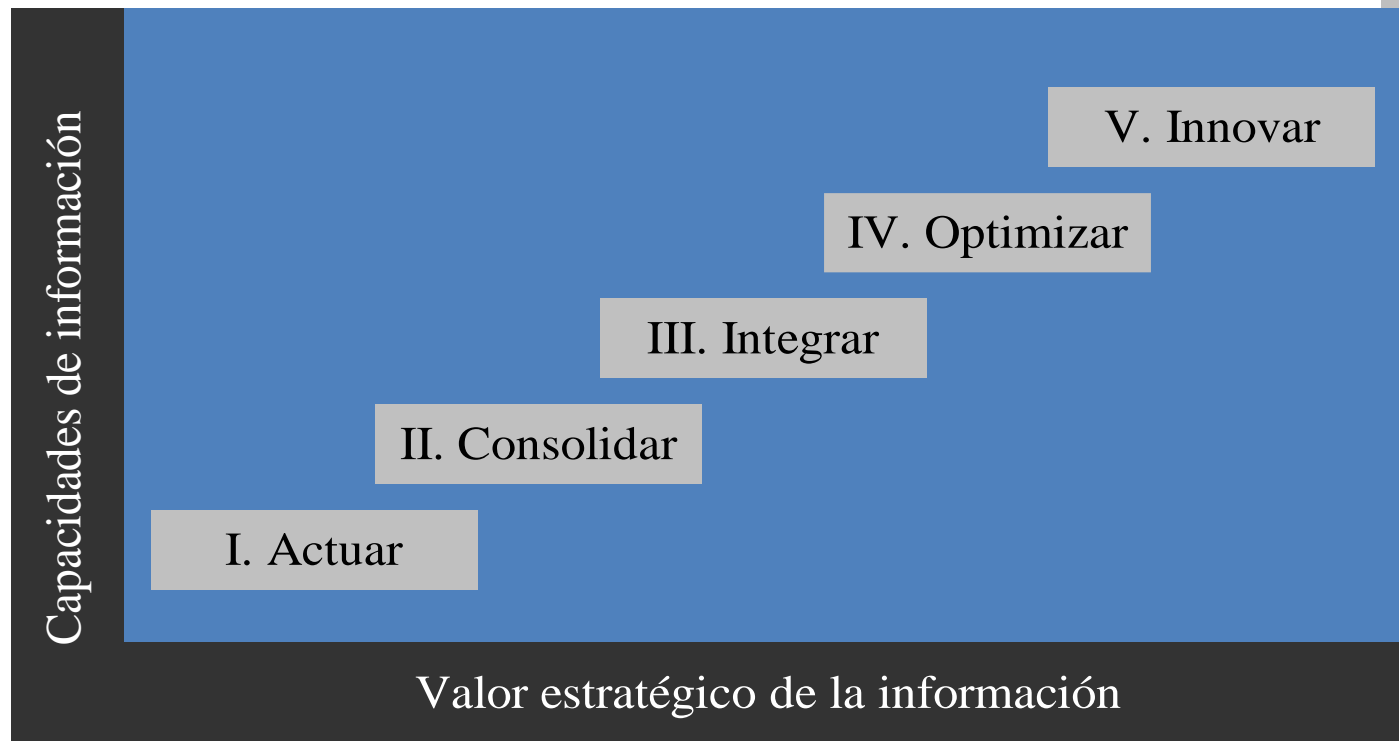 Capacidades de información
V. Innovar
IV. Optimizar
III. Integrar
II. Consolidar
I. Actuar
Valor estratégico de la información